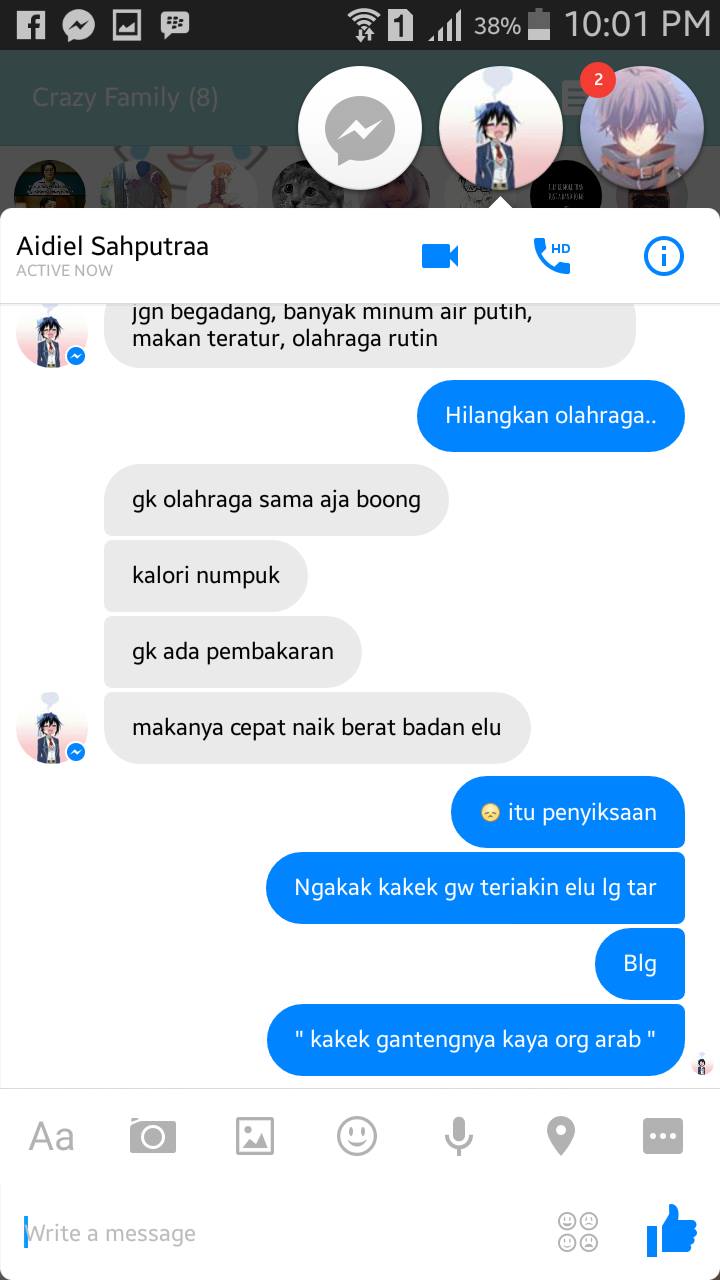 1
38%
10:01 PM
Crazy Family (8)
2
Aidiel Sahputraa
ACTIVE NOW
jgn begadang, banyak minum air putih,
makan teratur, olahraga rutin
Hilangkan olahraga..
gk olahraga sama aja boong
kalori numpuk
gk ada pembakaran
makanya cepat naik berat badan elu
😞 itu penyiksaan
Ngakak kakek gw teriakin elu lg tar
Blg
" kakek gantengnya kaya org arab "
Aa
Write a message